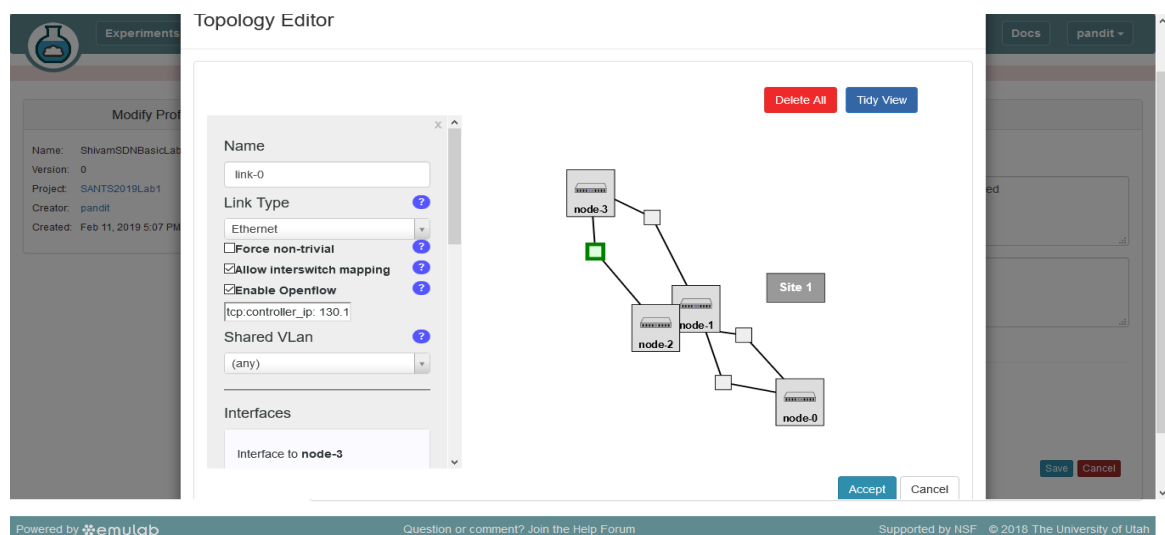 Topology Editor
Experiments
Docs
pandit
Delete All
Tidy View
Modify Prof
Name: ShivamSDNBasicLab
Version: 0
Project: SANTS2019Lab1
Creator: pandit
Created: Feb 11, 2019 5:07 PM
x
Name
link-0
Link Type ?
Ethernet
Force non-trivial ?
Allow interswitch mapping ?
Enable Openflow ?
tcp:controller_ip: 130.1
Shared VLan ?
(any)
Interfaces
Interface to node-3
node-3
Site 1
node-1
node-2
node-0
ed
Save
Cancel
Accept
Cancel
Powered by emulab
Question or comment? Join the Help Forum
Supported by NSF © 2018 The University of Utah